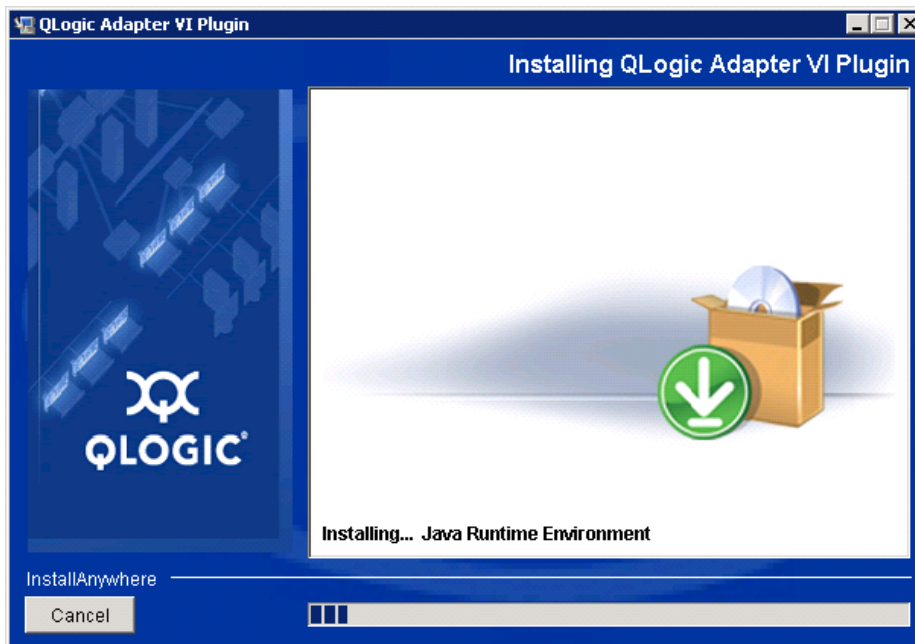 QLogic Adapter VI Plugin
Installing QLogic Adapter VI Plugin
QLOGIC®
Installing... Java Runtime Environment
InstallAnywhere
Cancel